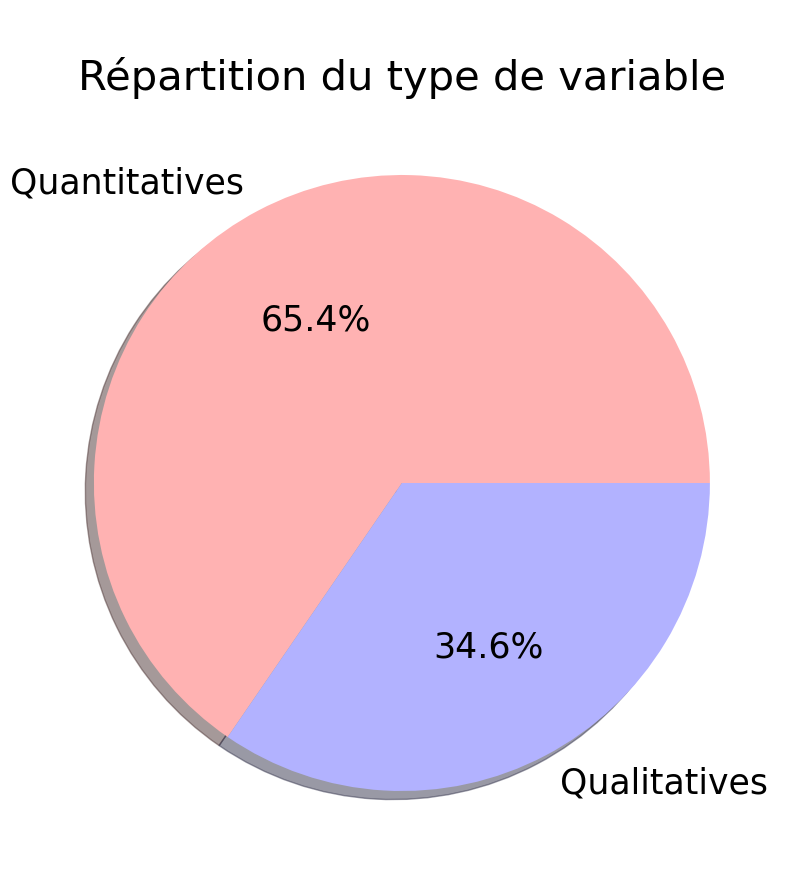 Répartition du type de variable
Quantitatives
65.4%
34.6%
Qualitatives